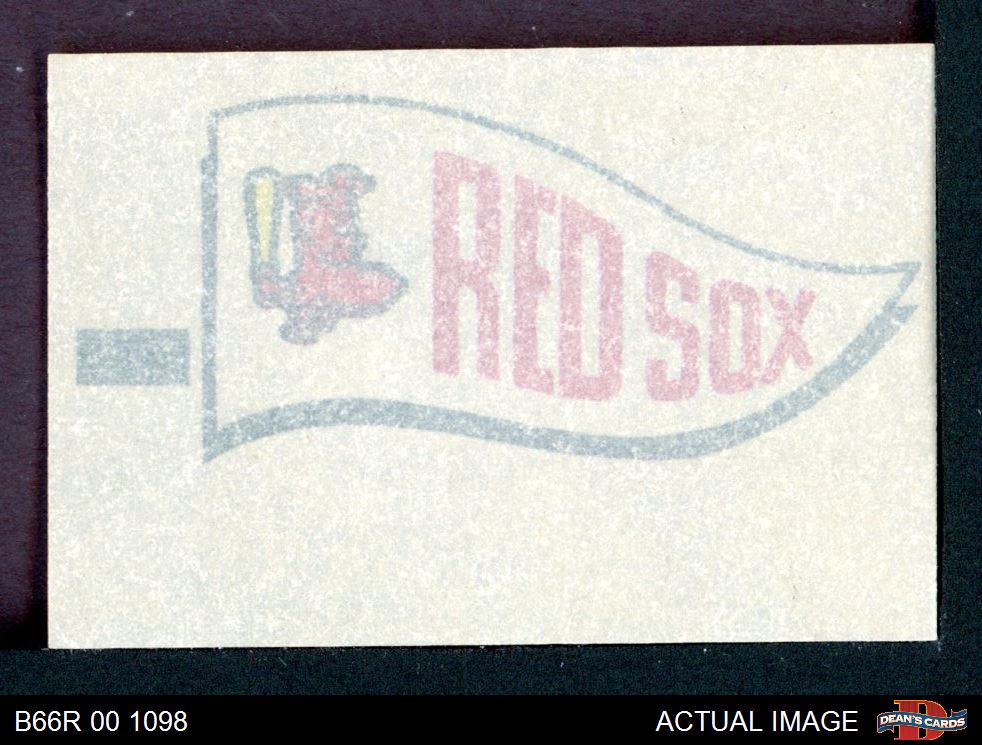 RED SOX
B66R 00 1098
ACTUAL IMAGE
DEAN'S CARDS